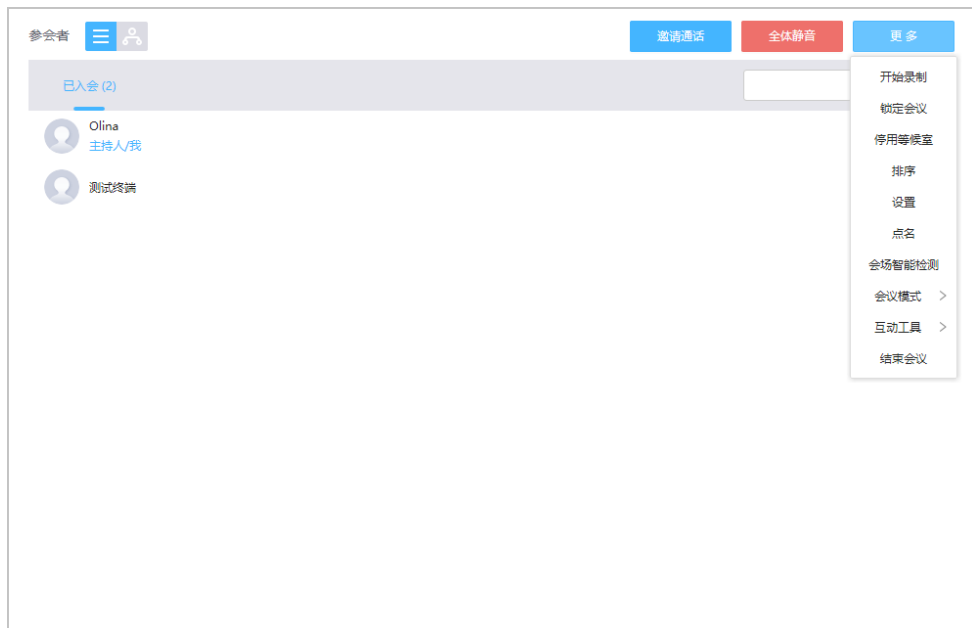 参会者
邀请通话
全体静音
更多
已入会 (2)
Olina
主持人/我
测试终端
开始录制
锁定会议
停用等候室
排序
设置
点名
会场智能检测
会议模式
互动工具
结束会议